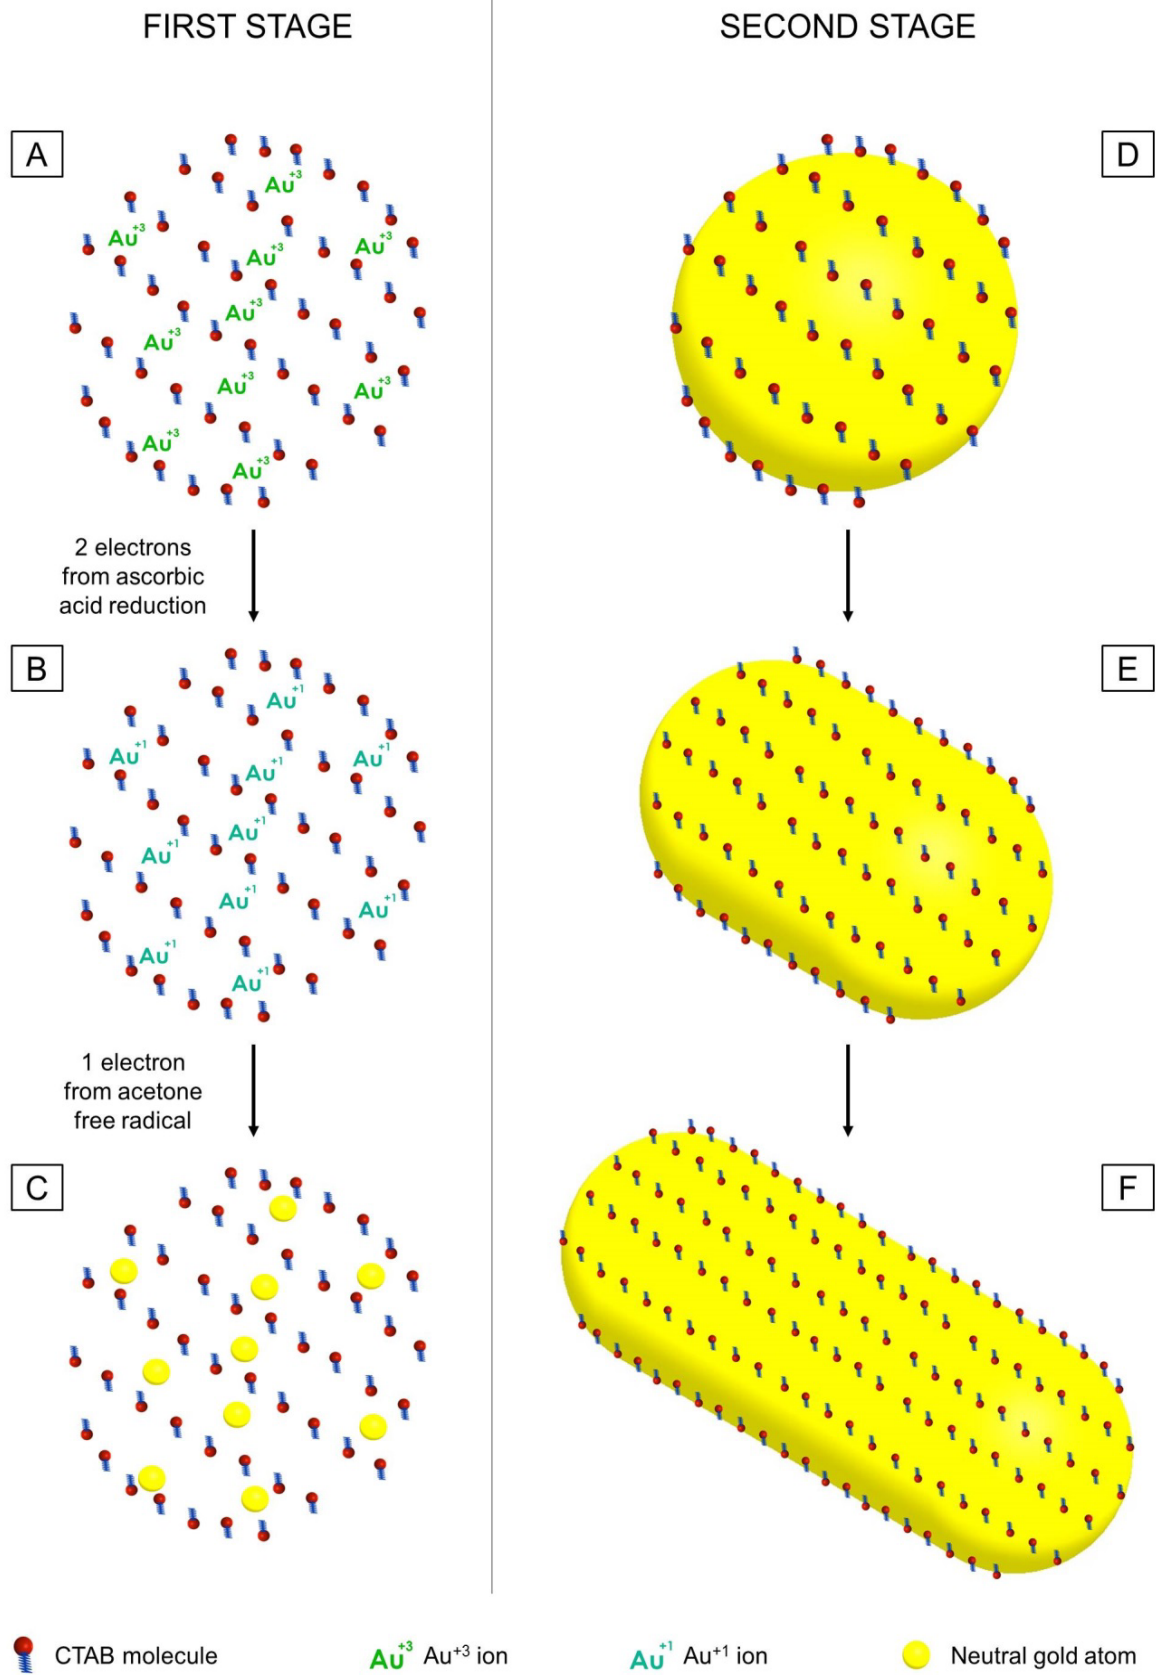 FIRST STAGE
SECOND STAGE
A
D
Au+3
Au+3
Au+3
Au+3
Au+3
Au+3
Au+3
Au+3
Au+3
Au+3
2 electrons
from ascorbic
acid reduction
B
E
Au+1
Au+1
Au+1
Au+1
Au+1
Au+1
Au+1
Au+1
Au+1
Au+1
1 electron
from acetone
free radical
C
F
CTAB molecule
Au+3 Au+3 ion
Au+1 Au+1 ion
Neutral gold atom